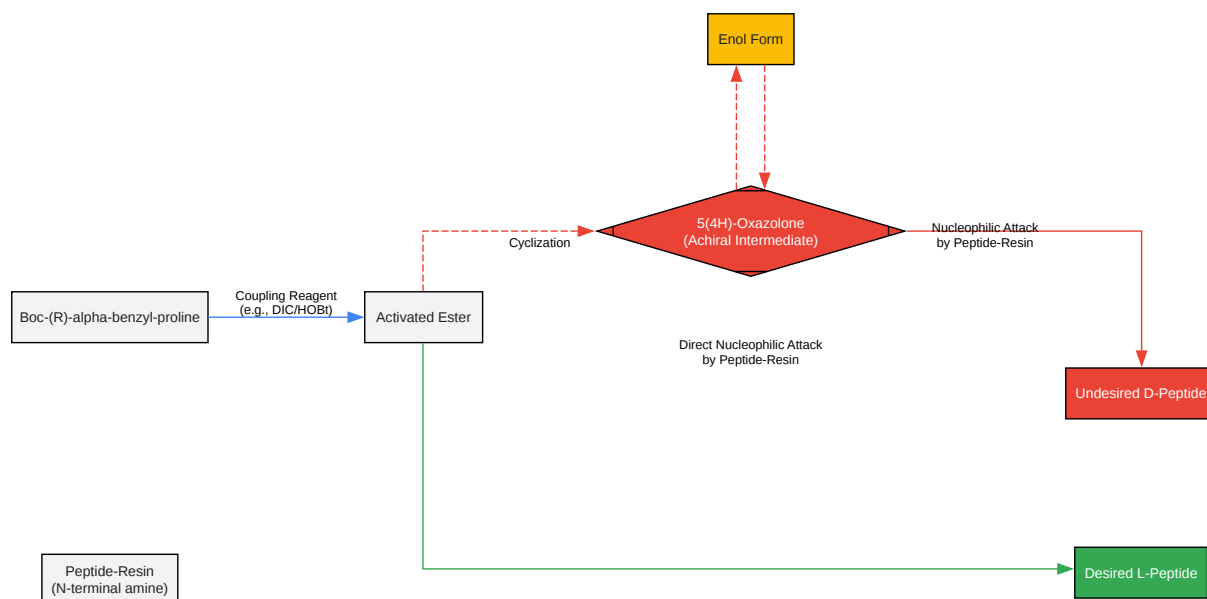 Enol Form
5(4H)-Oxazolone
(Achiral Intermediate)
Nucleophilic Attack
by Peptide-Resin
Cyclization
Coupling Reagent
(e.g., DIC/HOBt)
Boc-(R)-alpha-benzyl-proline
Activated Ester
Direct Nucleophilic Attack
by Peptide-Resin
Undesired D-Peptide
Peptide-Resin
(N-terminal amine)
Desired L-Peptide